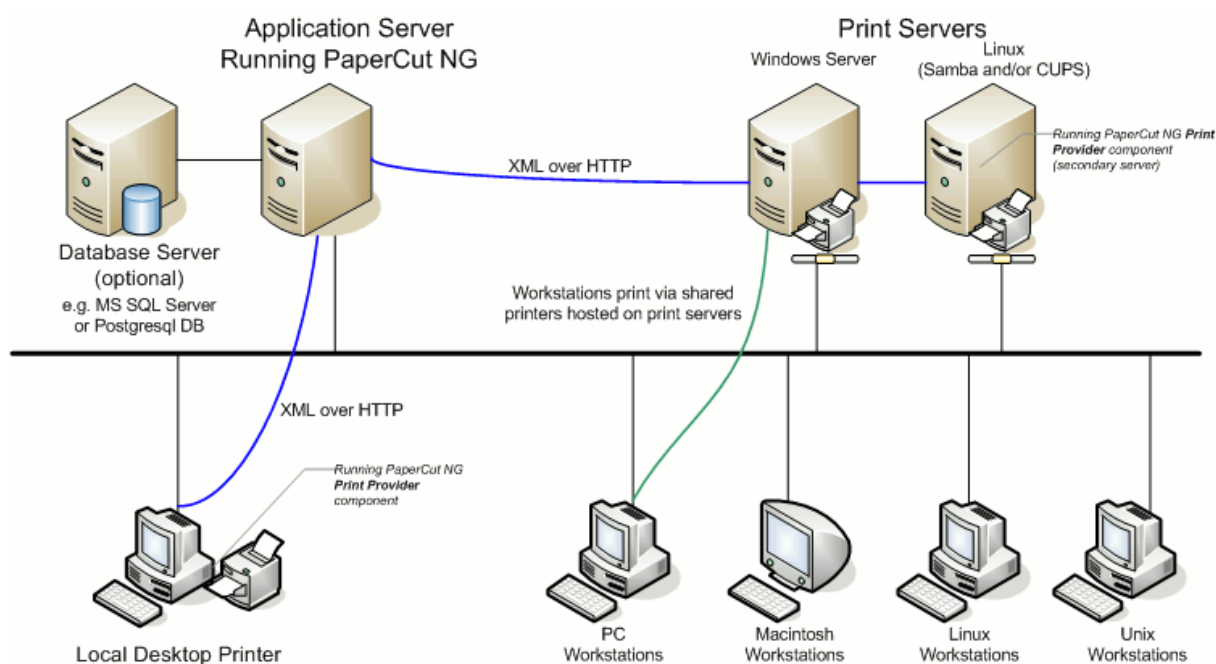 Application Server
Running PaperCut NG
Print Servers
Windows Server
Linux
(Samba and/or CUPS)
Running PaperCut NG Print
Provider component
(secondary server)
XML over HTTP
Database Server
(optional)
e.g. MS SQL Server
or Postgresql DB
Workstations print via shared
printers hosted on print servers
XML over HTTP
Running PaperCut NG
Print Provider
component
Local Desktop Printer
PC
Workstations
Macintosh
Workstations
Linux
Workstations
Unix
Workstations